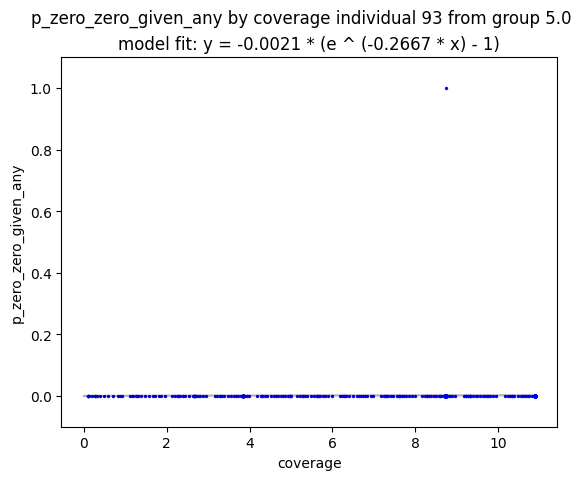 p_zero_zero_given_any by coverage individual 93 from group 5.0
model fit: y = -0.0021 * (e ^ (-0.2667 * x) - 1)
1.0
0.8
0.6
0.4
0.2
0.0
p_zero_zero_given_any
0 2 4 6 8 10
coverage